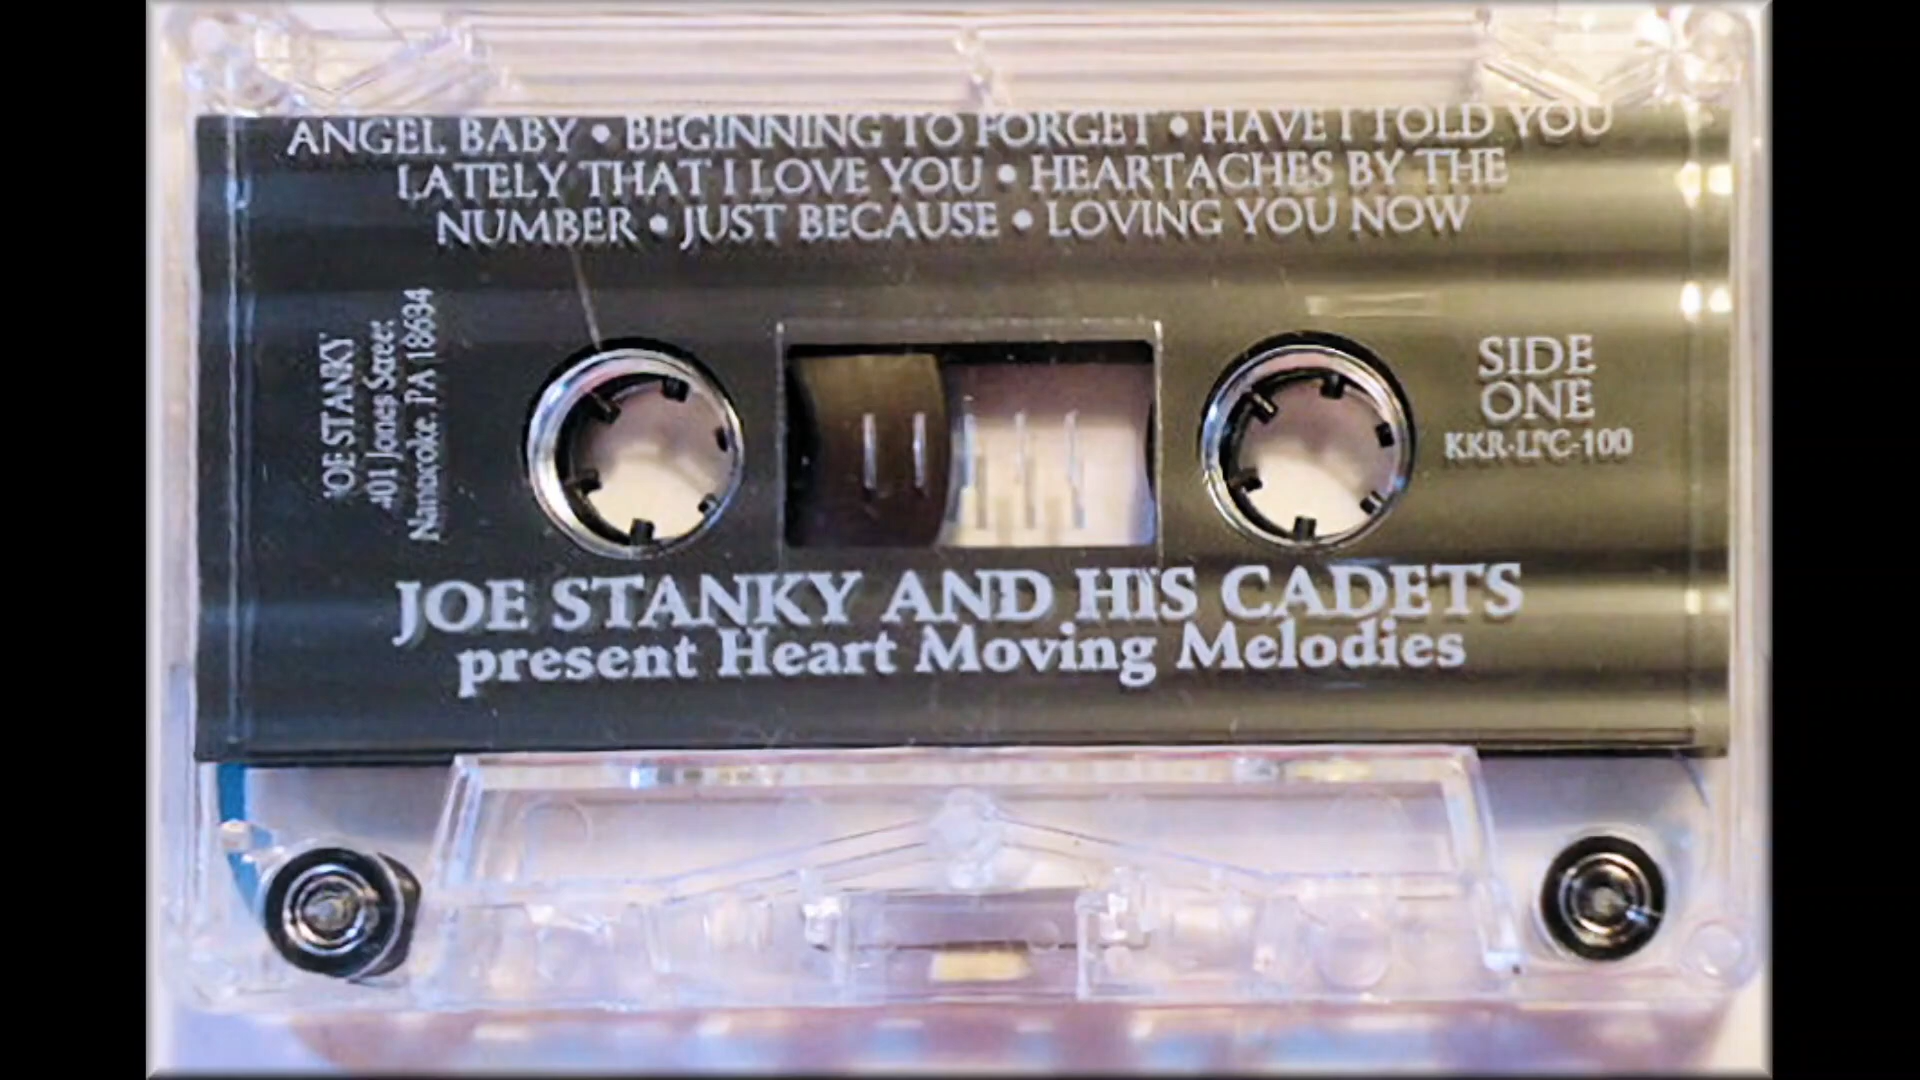 ANGEL BABY • BEGINNING TO FORGET • HAVE I TOLD YOU
LATELY THAT I LOVE YOU • HEARTACHES BY THE
NUMBER • JUST BECAUSE • LOVING YOU NOW
JOE STANKY
401 Jones Street
Nanticoke, PA 18634
SIDE
ONE
KKR-LPC-100
JOE STANKY AND HIS CADETS
present Heart Moving Melodies